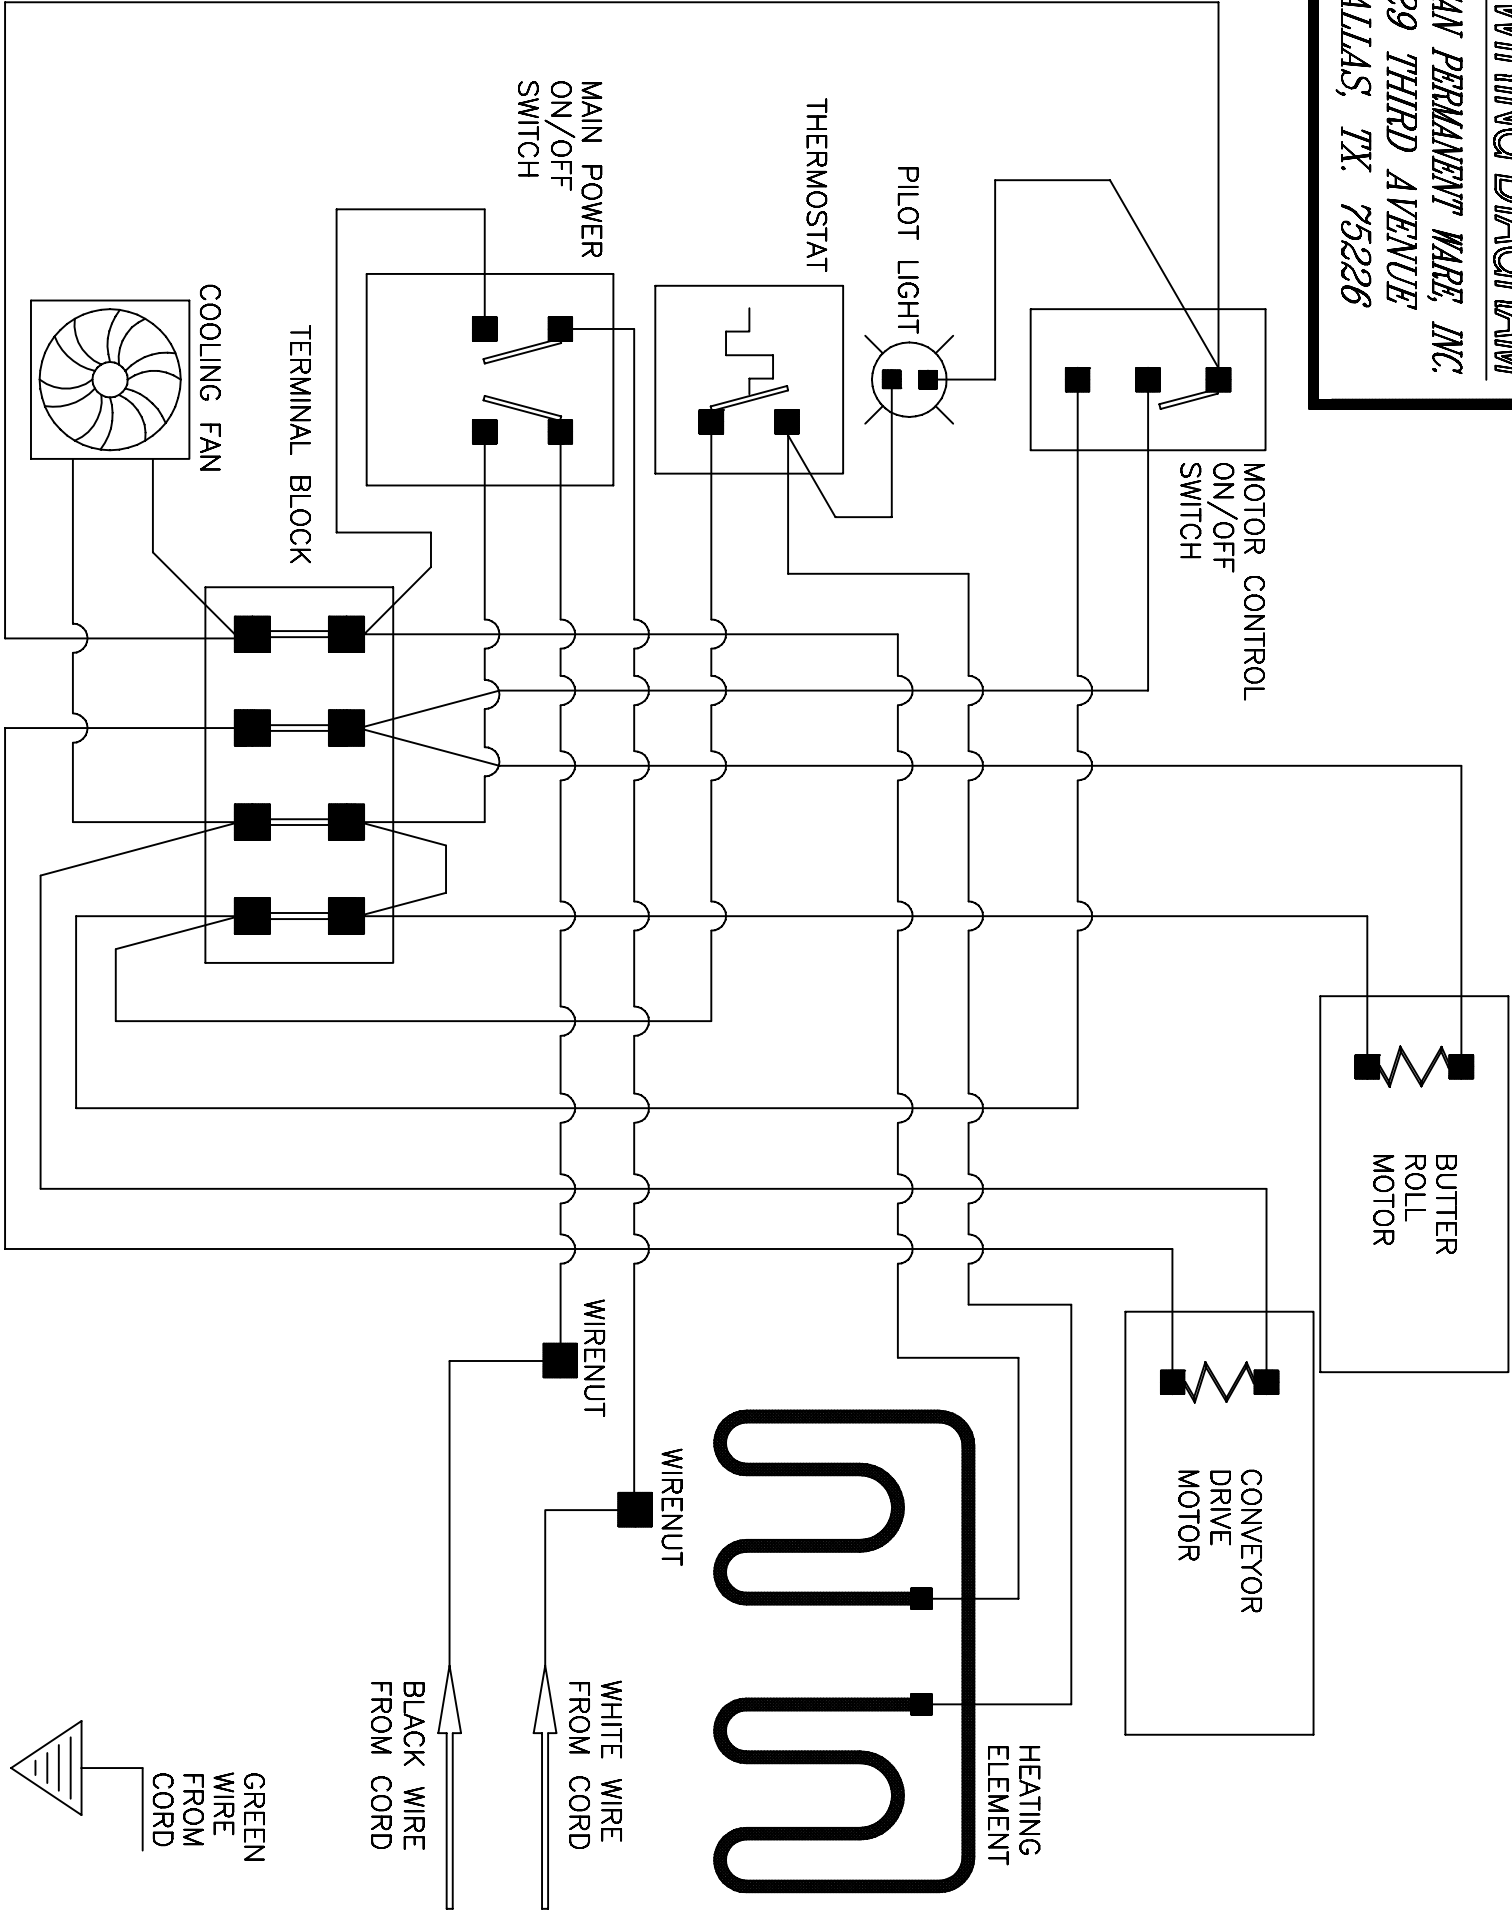 AN PERMANENT WARE, INC.
29 THIRD AVENUE
ALLAS, TX. 75226
MOTOR CONTROL
ON/OFF
SWITCH
PILOT LIGHT
THERMOSTAT
MAIN POWER
ON/OFF
SWITCH
TERMINAL BLOCK
COOLING FAN
BUTTER
ROLL
MOTOR
CONVEYOR
DRIVE
MOTOR
HEATING
ELEMENT
WIRENUT
WIRENUT
WHITE WIRE
FROM CORD
BLACK WIRE
FROM CORD
GREEN
WIRE
FROM
CORD